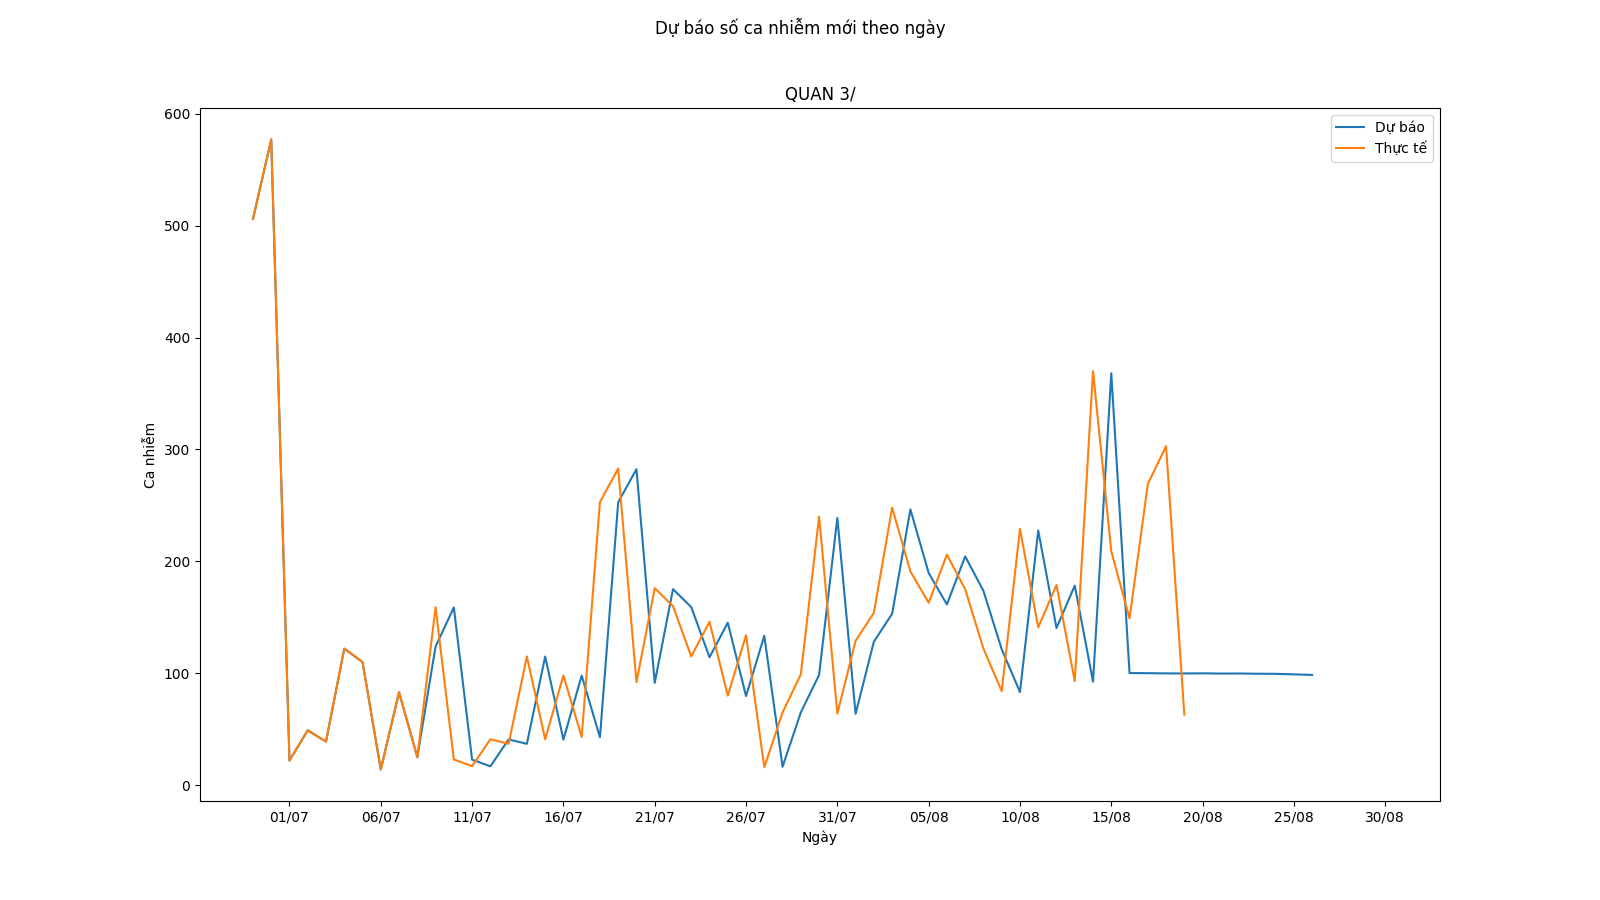 Dự báo số ca nhiễm mới theo ngày
QUAN 3/
600
500
400
300
200
100
0
Ca nhiễm
Dự báo
Thực tế
01/07 06/07 11/07 16/07 21/07 26/07 31/07 05/08 10/08 15/08 20/08 25/08 30/08
Ngày